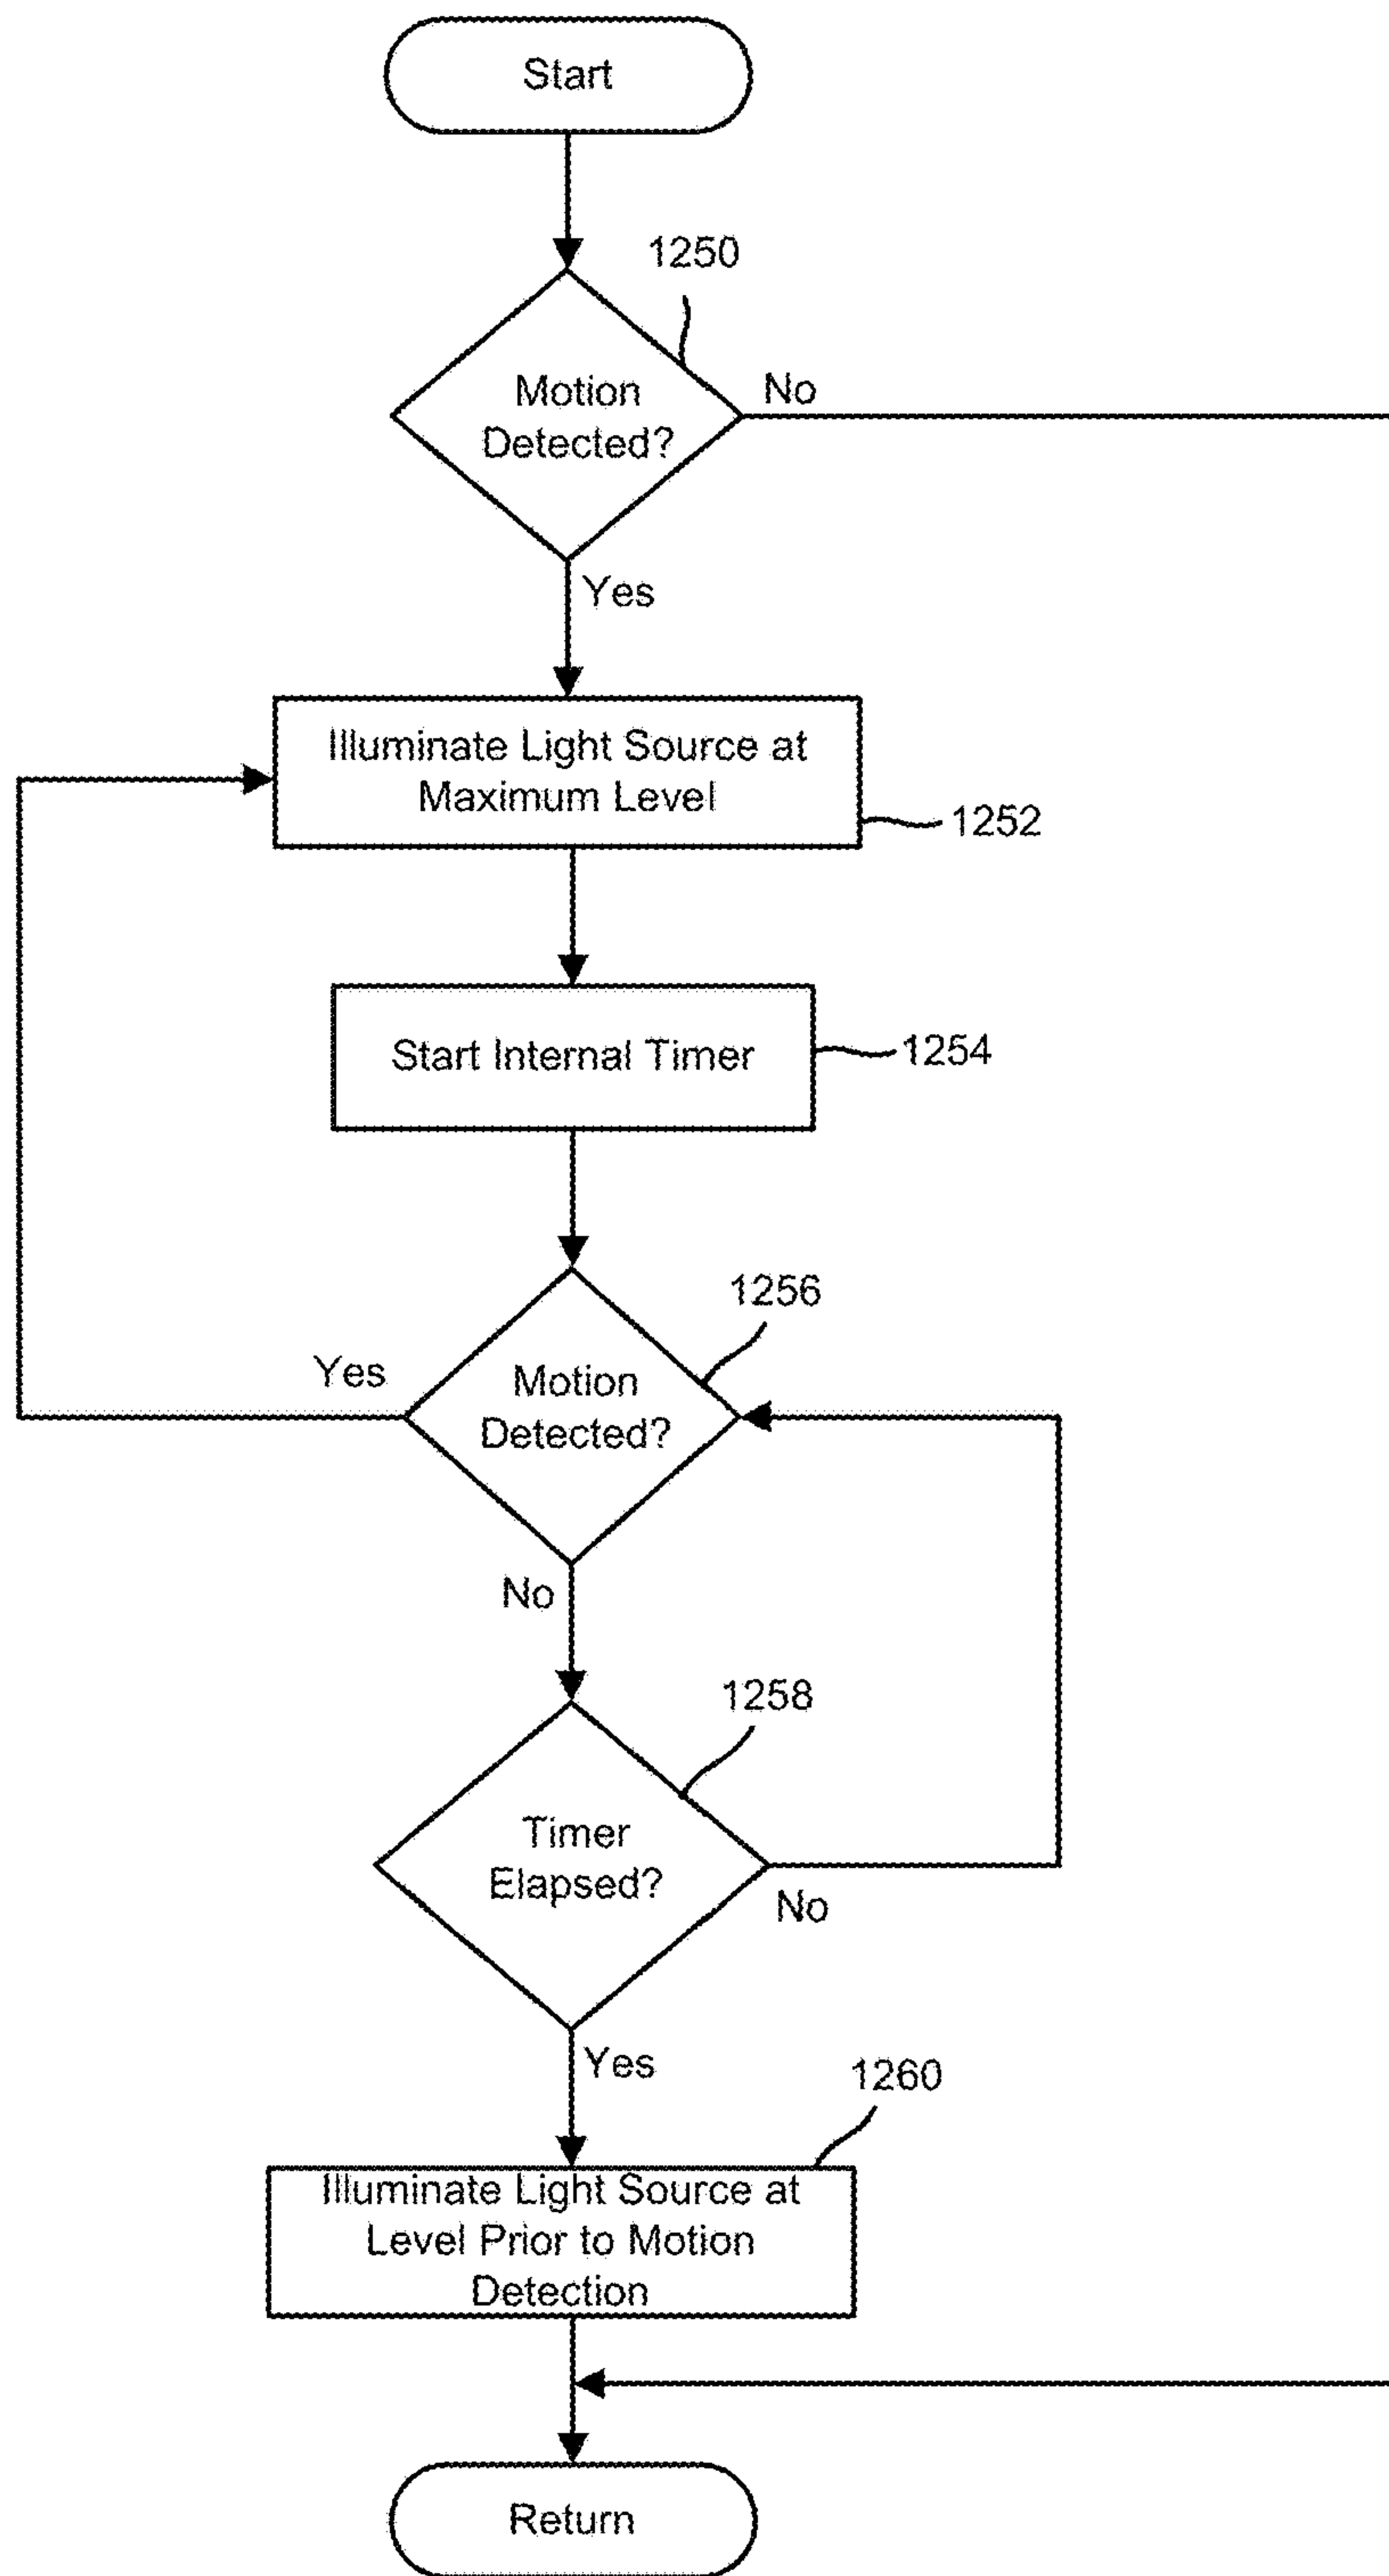 Start
1250
Motion
Detected?
No
Yes
Illuminate Light Source at
Maximum Level
1252
Start Internal Timer
1254
1256
Yes
Motion
Detected?
No
1258
Timer
Elapsed?
No
Yes
1260
Illuminate Light Source at
Level Prior to Motion
Detection
Return